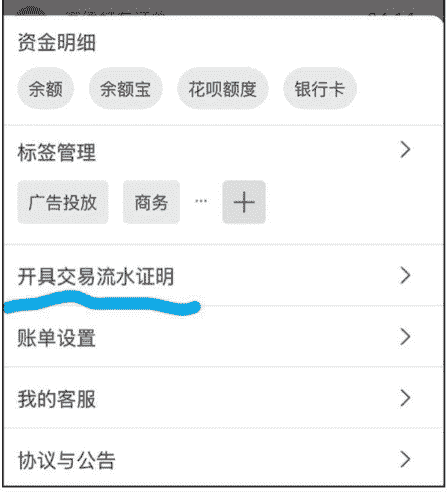 资金明细
余额 余额宝 花呗额度 银行卡
标签管理
广告投放 商务 ... +
开具交易流水证明
账单设置
我的客服
协议与公告